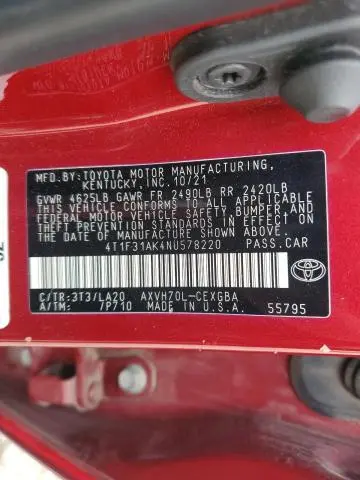 MFD.BY:TOYOTA MOTOR MANUFACTURING,
KENTUCKY,INC.10/21
GVWR 4625LB GAWR FR 2490LB RR 2420LB
THIS VEHICLE CONFORMS TO ALL APPLICABLE
FEDERAL MOTOR VEHICLE SAFETY, BUMPER, AND
THEFT PREVENTION STANDARDS IN EFFECT ON THE
DATE OF MANUFACTURE SHOWN ABOVE.
4T1F31AK4NU578220 PASS.CAR
C/TR:3T3/LA20 AXVH70L-CEXGBA
A/TM: /P710 MADE IN U.S.A. 55795
TOYOTA